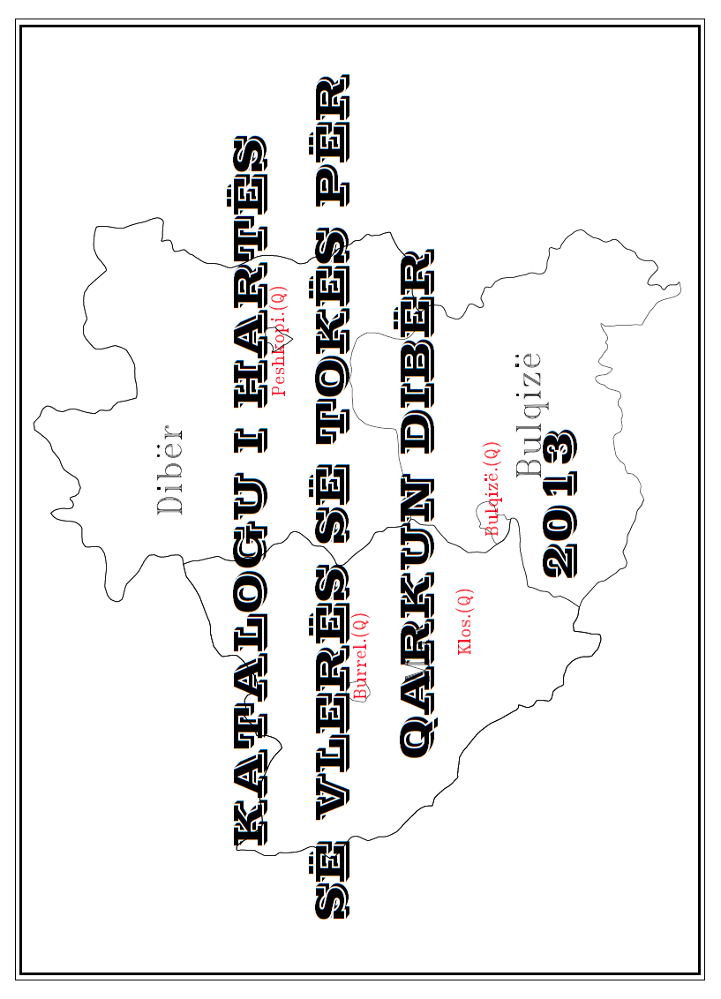 KATALOGU I HARTËS
SË VLERËS SË TOKËS PËR
QARKUN DIBËR
2013
Dibër
Peshkopi.(Q)
Burrel.(Q)
Klos.(Q)
Bulqizë.(Q)
Bulqizë